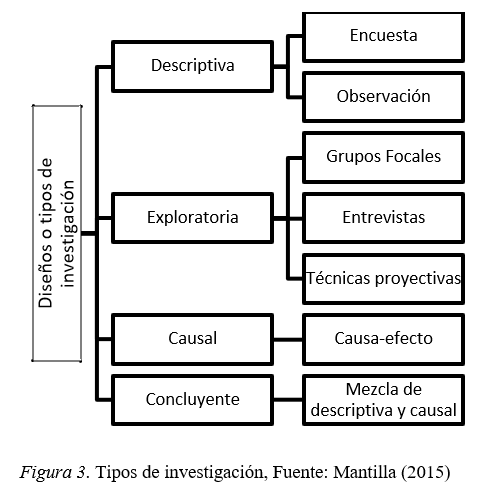 Diseños o tipos de
investigación
Descriptiva
Encuesta
Observación
Exploratoria
Grupos Focales
Entrevistas
Técnicas proyectivas
Causal
Causa-efecto
Concluyente
Mezcla de
descriptiva y causal
Figura 3. Tipos de investigación, Fuente: Mantilla (2015)